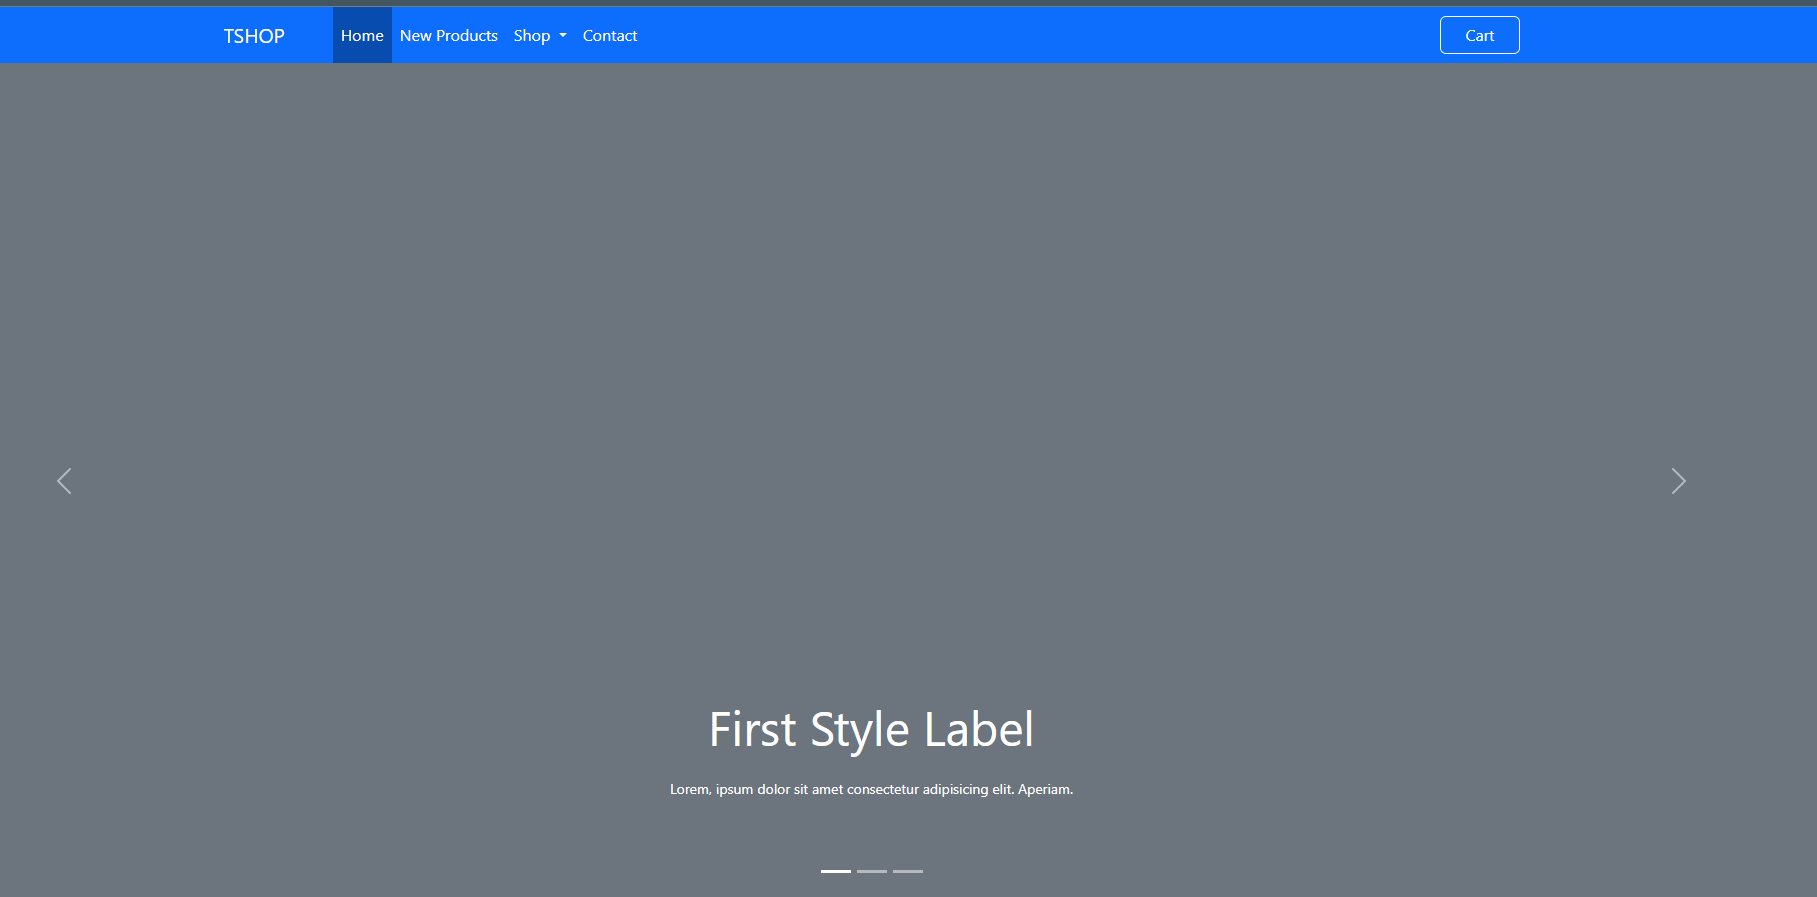 TSHOP Home New Products Shop Contact Cart
First Style Label
Lorem, ipsum dolor sit amet consectetur adipisicing elit. Aperiam.